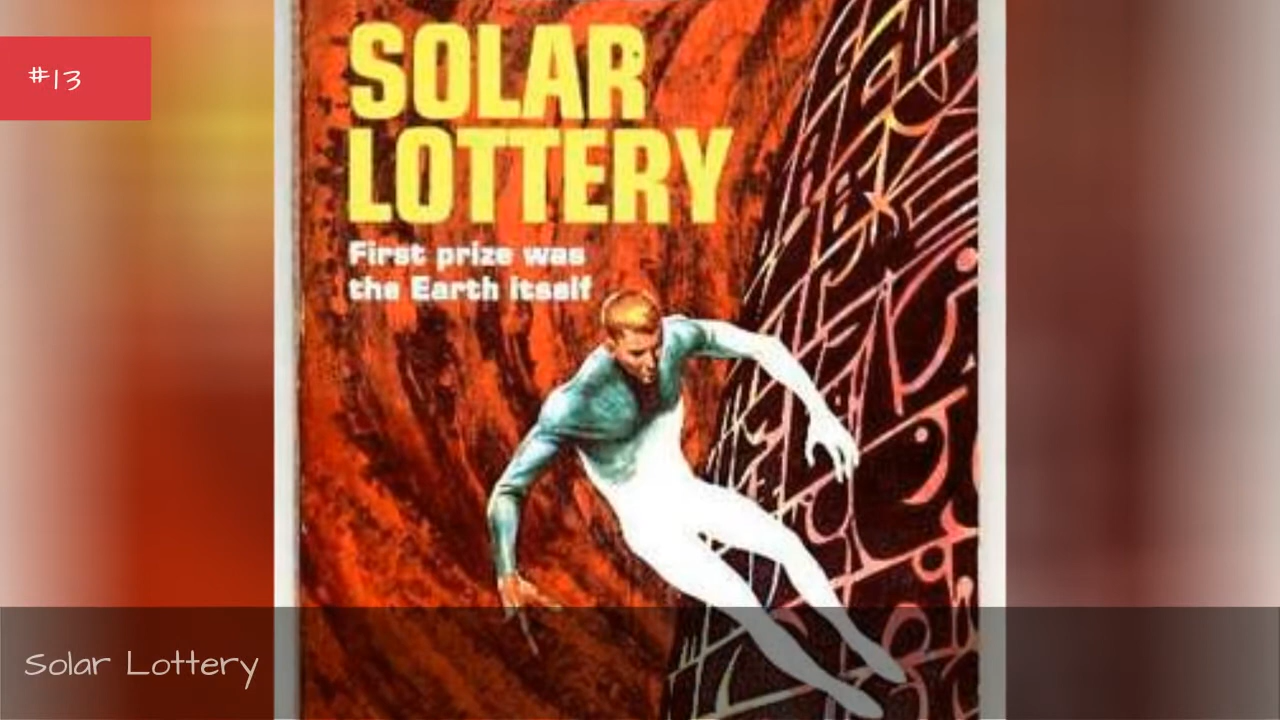 #13
SOLAR
LOTTERY
First prize was
the Earth itself
Solar Lottery